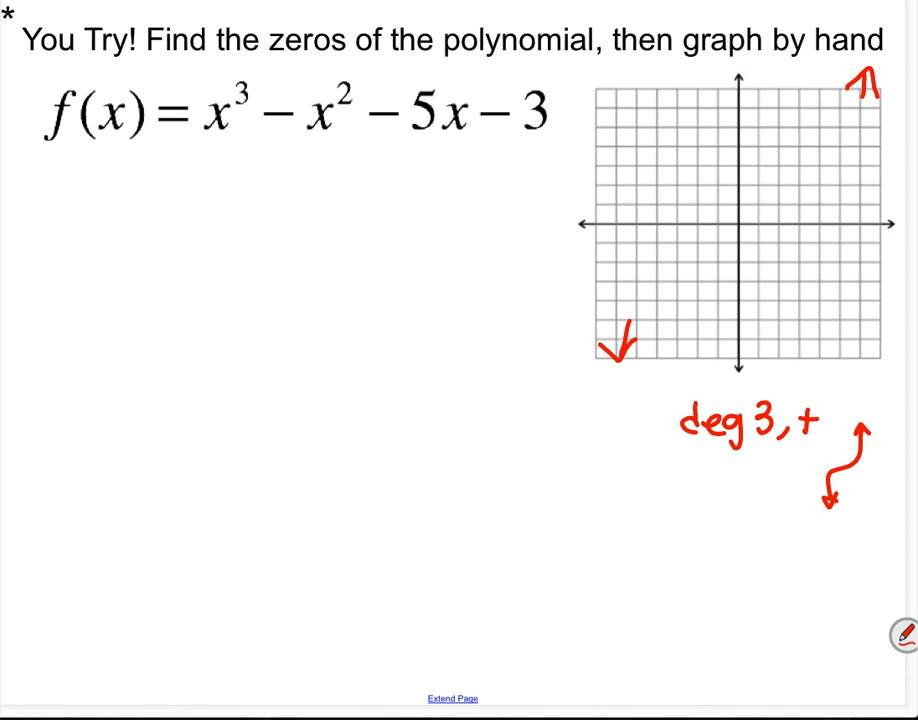 *
You Try! Find the zeros of the polynomial, then graph by hand
f(x) = x³ − x² − 5x − 3
deg 3, +
Extend Page